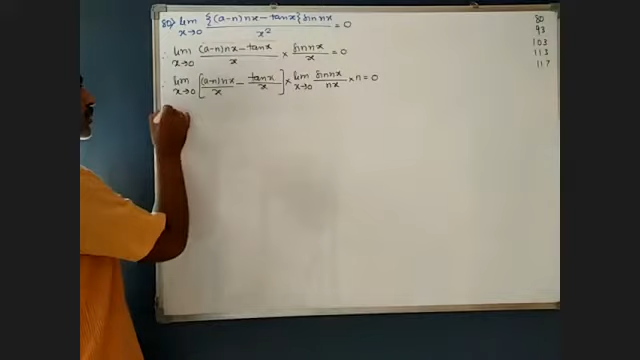 80> lim x→0 {(a-n)nx - tanx}sin nx / x² = 0
∴ lim x→0 (a-n)nx - tanx / x × sin nx / x = 0
∴ lim x→0 [(a-n)nx / x - tanx / x] × lim x→0 sin nx / nx × n = 0
80
93
103
113
117